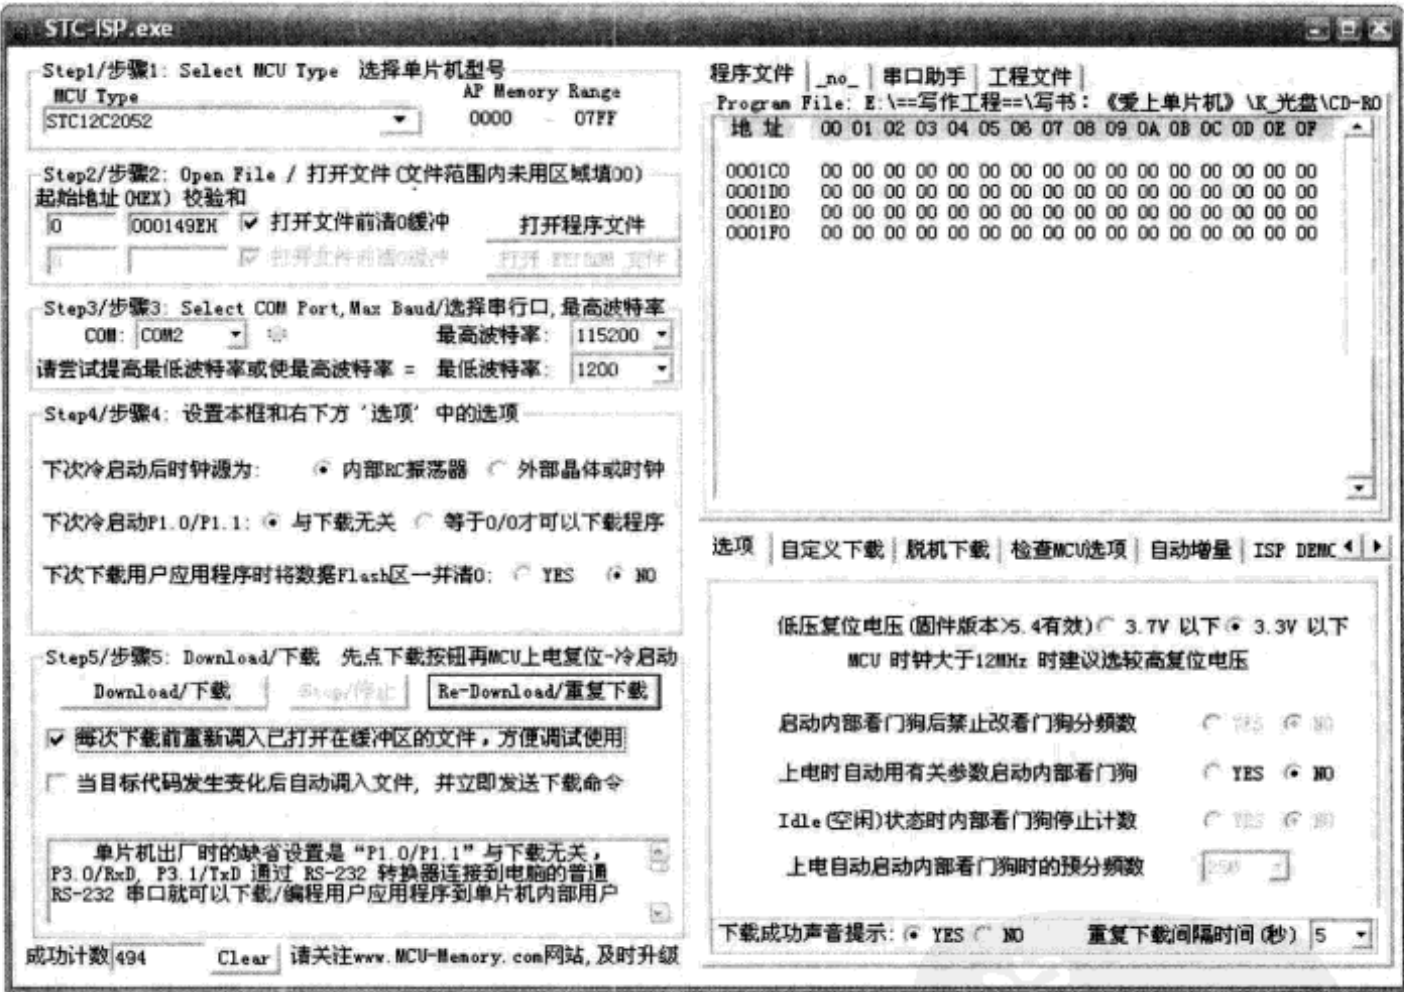 STC-ISP.exe
Step1/步骤1: Select MCU Type 选择单片机型号
MCU Type AP Memory Range
STC12C2052 0000 - 07FF
Step2/步骤2: Open File / 打开文件(文件范围内未用区域填00)
起始地址(HEX) 校验和
0 000149EH 打开文件前清0缓冲 打开程序文件
0 打开文件前清0缓冲 打开 EEPROM 文件
Step3/步骤3: Select COM Port,Max Baud/选择串行口,最高波特率
COM: COM2 最高波特率: 115200
请尝试提高最低波特率或使最高波特率 = 最低波特率: 1200
Step4/步骤4: 设置本框和右下方 '选项' 中的选项
下次冷启动后时钟源为: 内部RC振荡器 外部晶体或时钟
下次冷启动P1.0/P1.1: 与下载无关 等于0/0才可以下载程序
下次下载用户应用程序时将数据Flash区一并清0: YES NO
Step5/步骤5: Download/下载 先点下载按钮再MCU上电复位-冷启动
Download/下载 Stop/停止 Re-Download/重复下载
每次下载前重新调入已打开在缓冲区的文件，方便调试使用
当目标代码发生变化后自动调入文件, 并立即发送下载命令
单片机出厂时的缺省设置是“P1.0/P1.1”与下载无关，
P3.0/RxD, P3.1/TxD 通过 RS-232 转换器连接到电脑的普通
RS-232 串口就可以下载/编程用户应用程序到单片机内部用户
成功计数 494 Clear 请关注www.MCU-Memory.com网站,及时升级
程序文件 _no_ 串口助手 工程文件
Program File: E:\==写作工程==\写书：《爱上单片机》\K_光盘\CD-RO
地 址 00 01 02 03 04 05 06 07 08 09 0A 0B 0C 0D 0E 0F
0001C0 00 00 00 00 00 00 00 00 00 00 00 00 00 00 00 00
0001D0 00 00 00 00 00 00 00 00 00 00 00 00 00 00 00 00
0001E0 00 00 00 00 00 00 00 00 00 00 00 00 00 00 00 00
0001F0 00 00 00 00 00 00 00 00 00 00 00 00 00 00 00 00
选项 自定义下载 脱机下载 检查MCU选项 自动增量 ISP DEMC
低压复位电压(固件版本>5.4有效) 3.7V 以下 3.3V 以下
MCU 时钟大于12MHz 时建议选较高复位电压
启动内部看门狗后禁止改看门狗分频数 YES NO
上电时自动用有关参数启动内部看门狗 YES NO
Idle(空闲)状态时内部看门狗停止计数 YES NO
上电自动启动内部看门狗时的预分频数 256
下载成功声音提示: YES NO 重复下载间隔时间(秒) 5